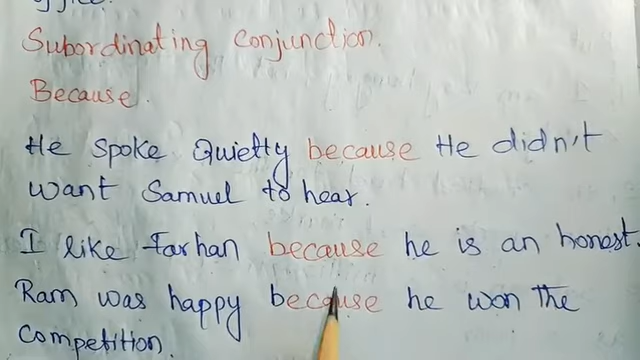 Subordinating Conjunction.
Because.
He spoke Quietly because He didn't
want Samuel to hear.
I like Farhan because he is an honest.
Ram was happy because he won the
Competition.